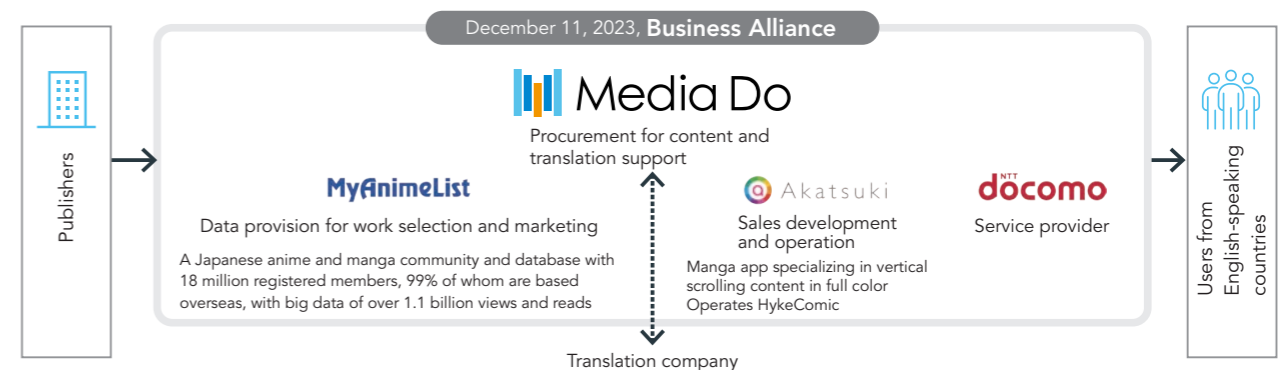 December 11, 2023, Business Alliance
Publishers
Media Do
Procurement for content and
translation support
MyAnimeList
Data provision for work selection and marketing
A Japanese anime and manga community and database with
18 million registered members, 99% of whom are based
overseas, with big data of over 1.1 billion views and reads
Akatsuki
Sales development
and operation
Manga app specializing in vertical
scrolling content in full color
Operates HykeComic
NTT
döcomo
Service provider
Translation company
Users from
English-speaking
countries